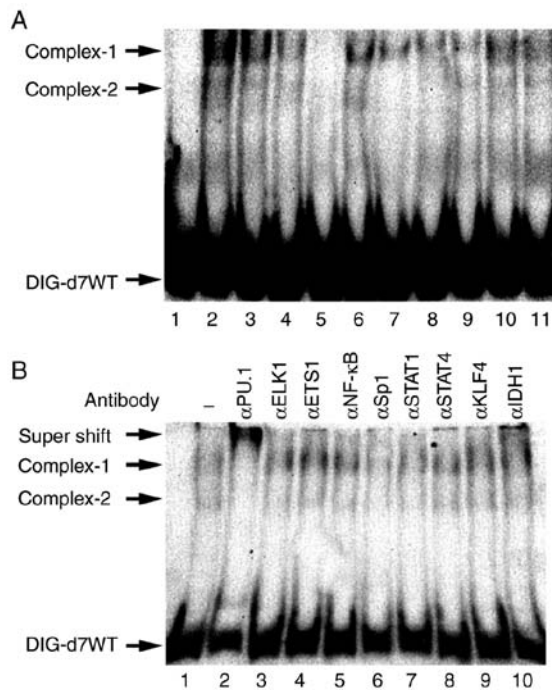 A
Complex-1
Complex-2
DIG-d7WT
1 2 3 4 5 6 7 8 9 10 11
B
Antibody – αPU.1 αELK1 αETS1 αNF-κB αSp1 αSTAT1 αSTAT4 αKLF4 αIDH1
Super shift
Complex-1
Complex-2
DIG-d7WT
1 2 3 4 5 6 7 8 9 10